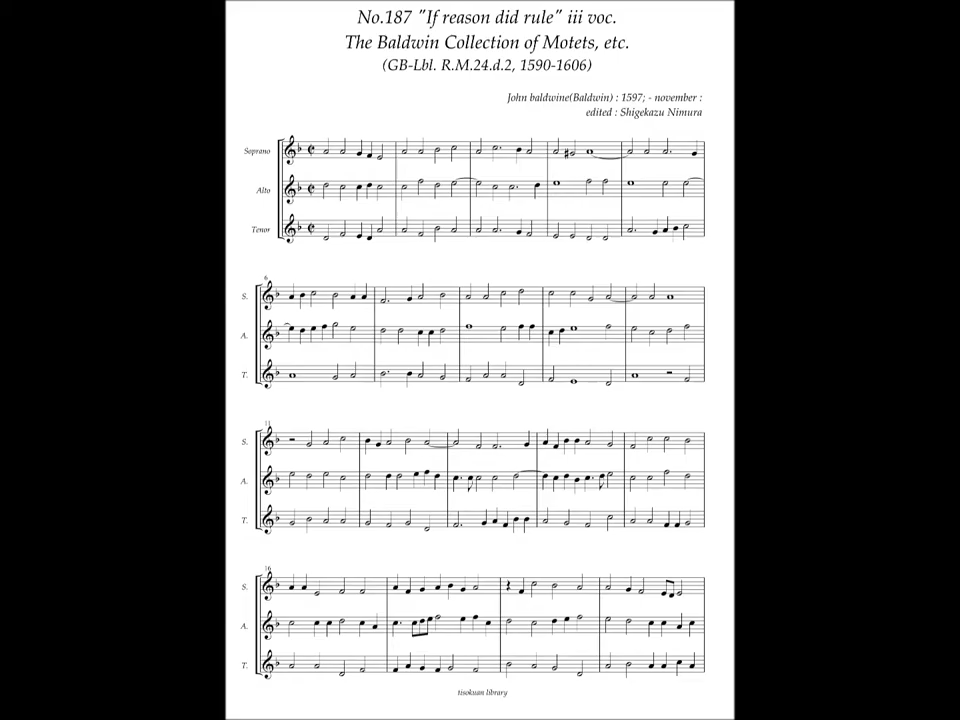 No.187 "If reason did rule" iii voc.
The Baldwin Collection of Motets, etc.
(GB-Lbl. R.M.24.d.2, 1590-1606)
John baldwine(Baldwin) : 1597; - november :
edited : Shigekazu Nimura
Soprano
Alto
Tenor
6
S.
A.
T.
11
S.
A.
T.
16
S.
A.
T.
tisokuan library